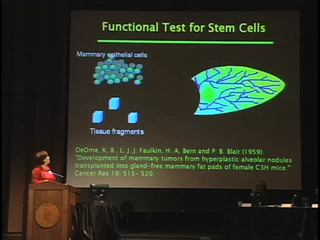 Functional Test for Stem Cells
Mammary epithelial cells
Tissue fragments
DeOme, K. B., L. J. J. Faulkin, H. A. Bern and P. B. Blair (1959).
"Development of mammary tumors from hyperplastic alveolar nodules
transplanted into gland-free mammary fat pads of female C3H mice."
Cancer Res 19: 515- 520.